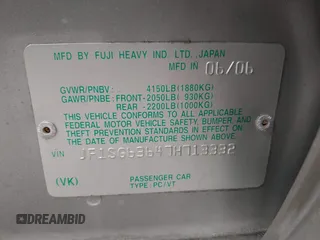 MFD BY FUJI HEAVY IND. LTD. JAPAN
MFD IN 06/06
GVWR/PNBV : 4150LB(1880KG)
GAWR/PNBE: FRONT-2050LB( 930KG)
REAR -2200LB(1000KG)
THIS VEHICLE CONFORMS TO ALL APPLICABLE
FEDERAL MOTOR VEHICLE SAFETY, BUMPER, AND
THEFT PREVENTION STANDARDS IN EFFECT ON
THE DATE OF MANUFACTURE SHOWN ABOVE.
VIN
PASSENGER CAR
(VK) TYPE: PC/VT
DREAMBID